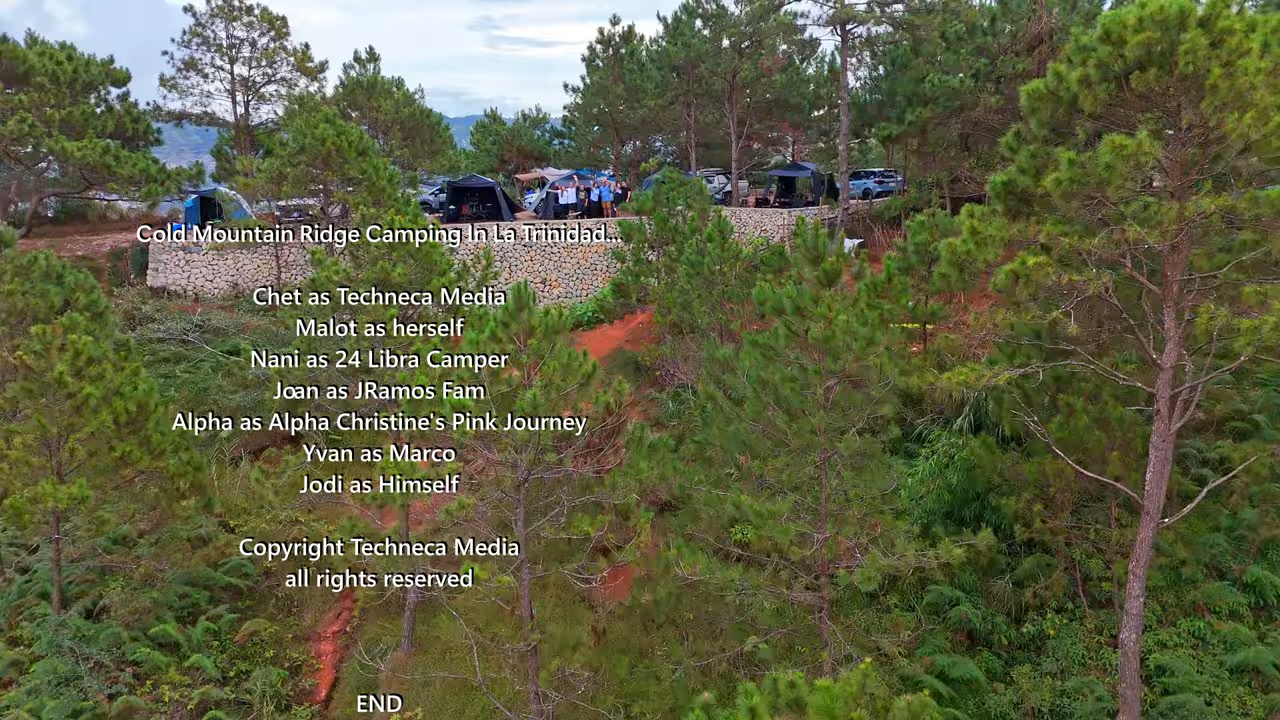 Cold Mountain Ridge Camping In La Trinidad...
Chet as Techneca Media
Malot as herself
Nani as 24 Libra Camper
Joan as JRamos Fam
Alpha as Alpha Christine's Pink Journey
Yvan as Marco
Jodi as Himself
Copyright Techneca Media
all rights reserved
END